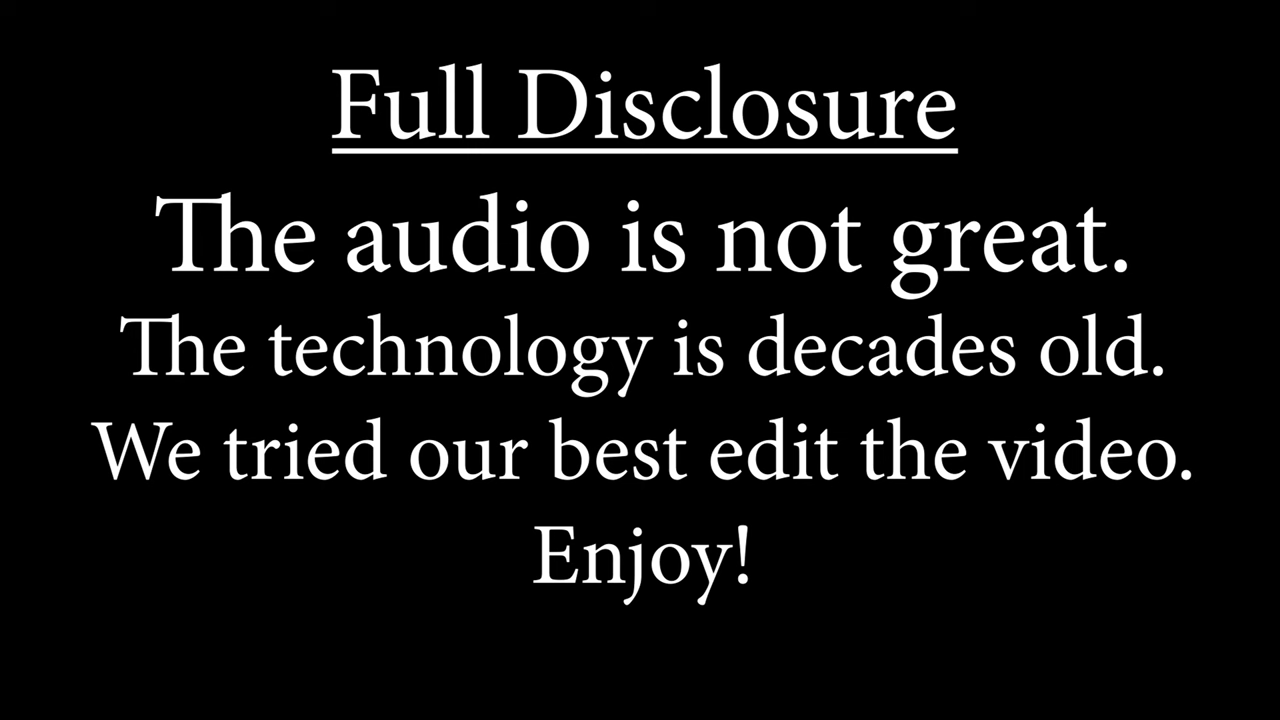 Full Disclosure
The audio is not great.
The technology is decades old.
We tried our best edit the video.
Enjoy!